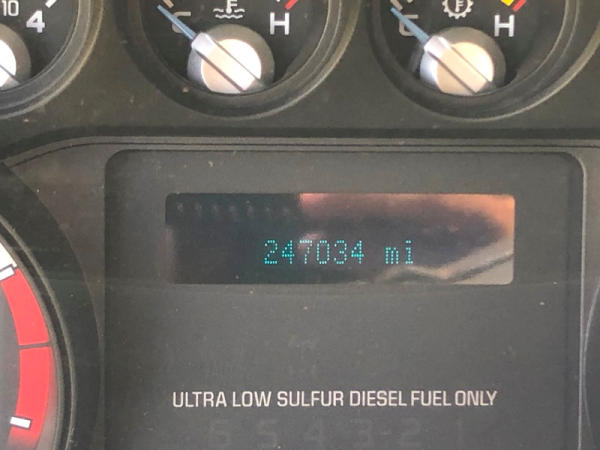 10
4
C H
C H
247034 mi
ULTRA LOW SULFUR DIESEL FUEL ONLY